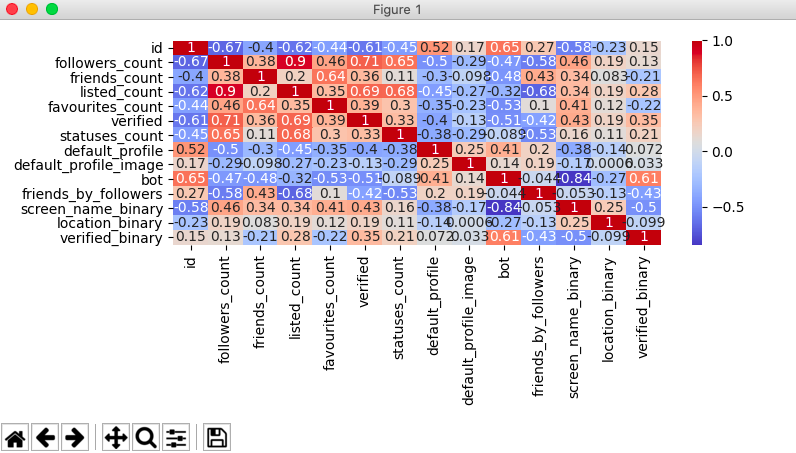 Figure 1
id 1 -0.67 -0.4 -0.62 -0.44 -0.61 -0.45 0.52 0.17 0.65 0.27 -0.58 -0.23 0.15 1.0
followers_count -0.67 1 0.38 0.9 0.46 0.71 0.65 -0.5 -0.29 -0.47 -0.58 0.46 0.19 0.13
friends_count -0.4 0.38 1 0.2 0.64 0.36 0.11 -0.3 -0.098 -0.48 0.43 0.34 0.083 -0.21
listed_count -0.62 0.9 0.2 1 0.35 0.69 0.68 -0.45 -0.27 -0.32 -0.68 0.34 0.19 0.28 0.5
favourites_count -0.44 0.46 0.64 0.35 1 0.39 0.3 -0.35 -0.23 -0.53 0.1 0.41 0.12 -0.22
verified -0.61 0.71 0.36 0.69 0.39 1 0.33 -0.4 -0.13 -0.51 -0.42 0.43 0.19 0.35
statuses_count -0.45 0.65 0.11 0.68 0.3 0.33 1 -0.38 -0.29 -0.089 -0.53 0.16 0.11 0.21
default_profile 0.52 -0.5 -0.3 -0.45 -0.35 -0.4 -0.38 1 0.25 0.41 0.2 -0.38 -0.14 0.072 0.0
default_profile_image 0.17 -0.29 -0.098 -0.27 -0.23 -0.13 -0.29 0.25 1 0.14 0.19 -0.17 0.033
bot 0.65 -0.47 -0.48 -0.32 -0.53 -0.51 -0.089 0.41 0.14 1 -0.044 -0.84 -0.27 0.61
friends_by_followers 0.27 -0.58 0.43 -0.68 0.1 -0.42 -0.53 0.2 0.19 -0.044 1 -0.053 -0.13 -0.43
screen_name_binary -0.58 0.46 0.34 0.34 0.41 0.43 0.16 -0.38 -0.17 -0.84 -0.053 1 0.25 -0.5 −0.5
location_binary -0.23 0.19 0.083 0.19 0.12 0.19 0.11 -0.14 -0.27 -0.13 0.25 1 -0.099
verified_binary 0.15 0.13 -0.21 0.28 -0.22 0.35 0.21 0.072 0.033 0.61 -0.43 -0.5 -0.099 1
id
followers_count
friends_count
listed_count
favourites_count
verified
statuses_count
default_profile
default_profile_image
bot
friends_by_followers
screen_name_binary
location_binary
verified_binary